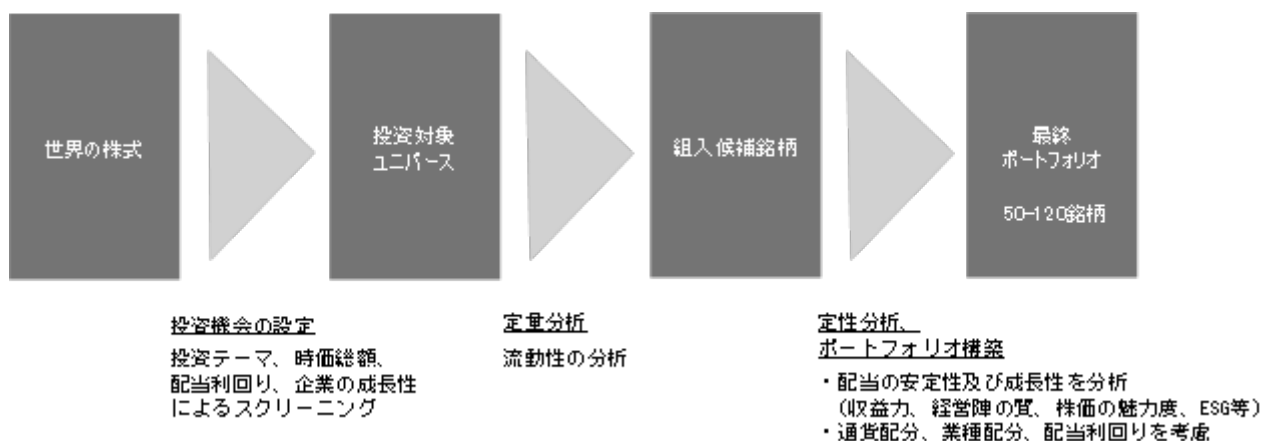 世界の株式
投資対象
ユニバース
組入候補銘柄
最終
ポートフォリオ
50-120銘柄
投資機会の設定
投資テーマ、時価総額、
配当利回り、企業の成長性
によるスクリーニング
定量分析
流動性の分析
定性分析、
ポートフォリオ構築
・配当の安定性及び成長性を分析
（収益力、経営陣の質、株価の魅力度、ESG等）
・通貨配分、業種配分、配当利回りを考慮